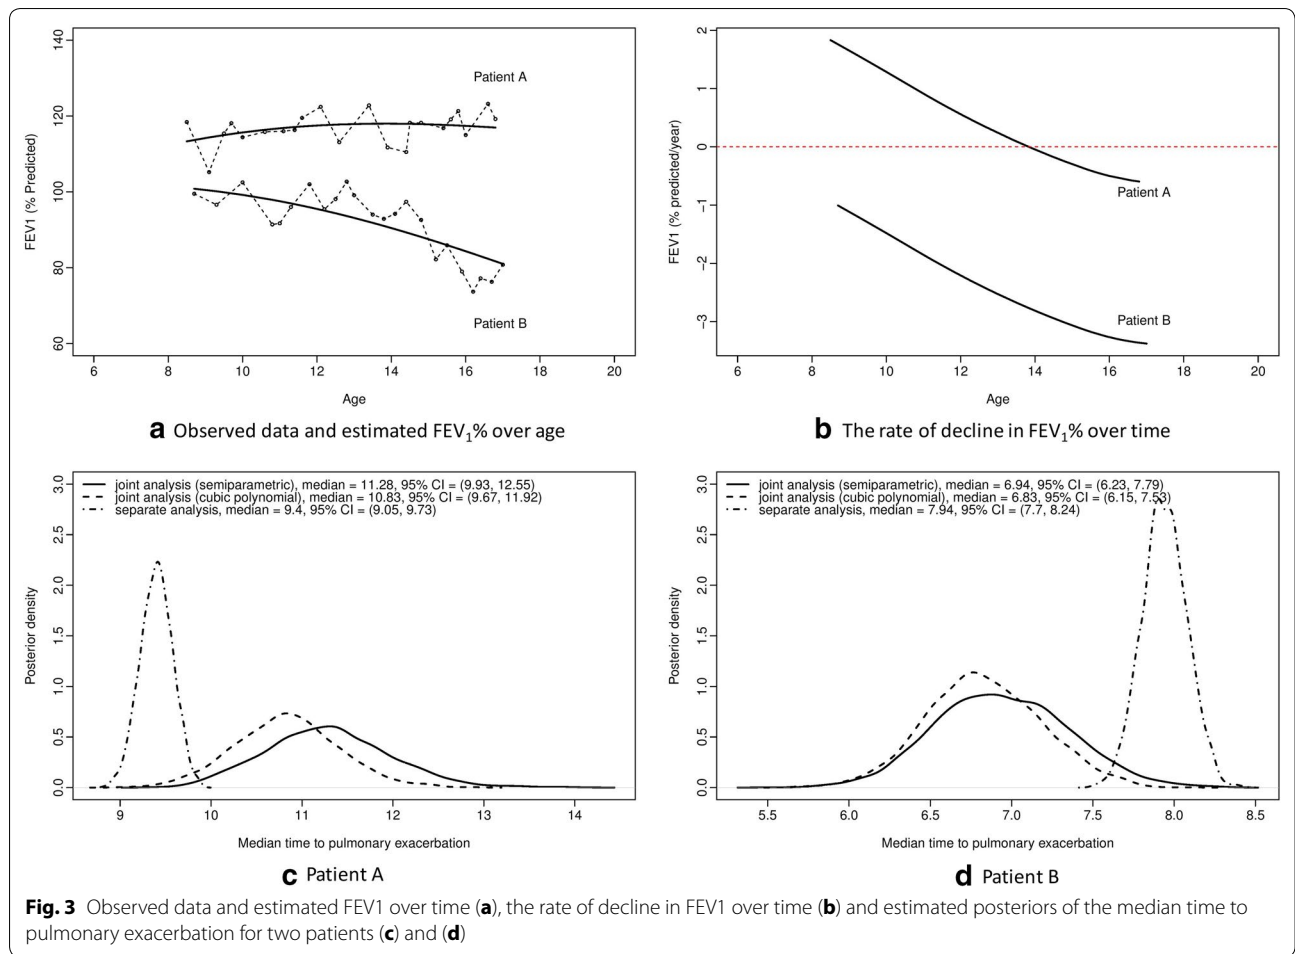 140
120
100
80
60
FEV1 (% Predicted)
Patient A
Patient B
6 8 10 12 14 16 18 20
Age
a Observed data and estimated FEV1% over age
2
1
0
−1
−2
−3
FEV1 (% predicted/year)
Patient A
Patient B
6 8 10 12 14 16 18 20
Age
b The rate of decline in FEV1% over time
joint analysis (semiparametric), median = 11.28, 95% CI = (9.93, 12.55)
joint analysis (cubic polynomial), median = 10.83, 95% CI = (9.67, 11.92)
separate analysis, median = 9.4, 95% CI = (9.05, 9.73)
3.0
2.5
2.0
1.5
1.0
0.5
0.0
Posterior density
9 10 11 12 13 14
Median time to pulmonary exacerbation
c Patient A
joint analysis (semiparametric), median = 6.94, 95% CI = (6.23, 7.79)
joint analysis (cubic polynomial), median = 6.83, 95% CI = (6.15, 7.53)
separate analysis, median = 7.94, 95% CI = (7.7, 8.24)
3.0
2.5
2.0
1.5
1.0
0.5
0.0
Posterior density
5.5 6.0 6.5 7.0 7.5 8.0 8.5
Median time to pulmonary exacerbation
d Patient B
Fig. 3 Observed data and estimated FEV1 over time (a), the rate of decline in FEV1 over time (b) and estimated posteriors of the median time to
pulmonary exacerbation for two patients (c) and (d)